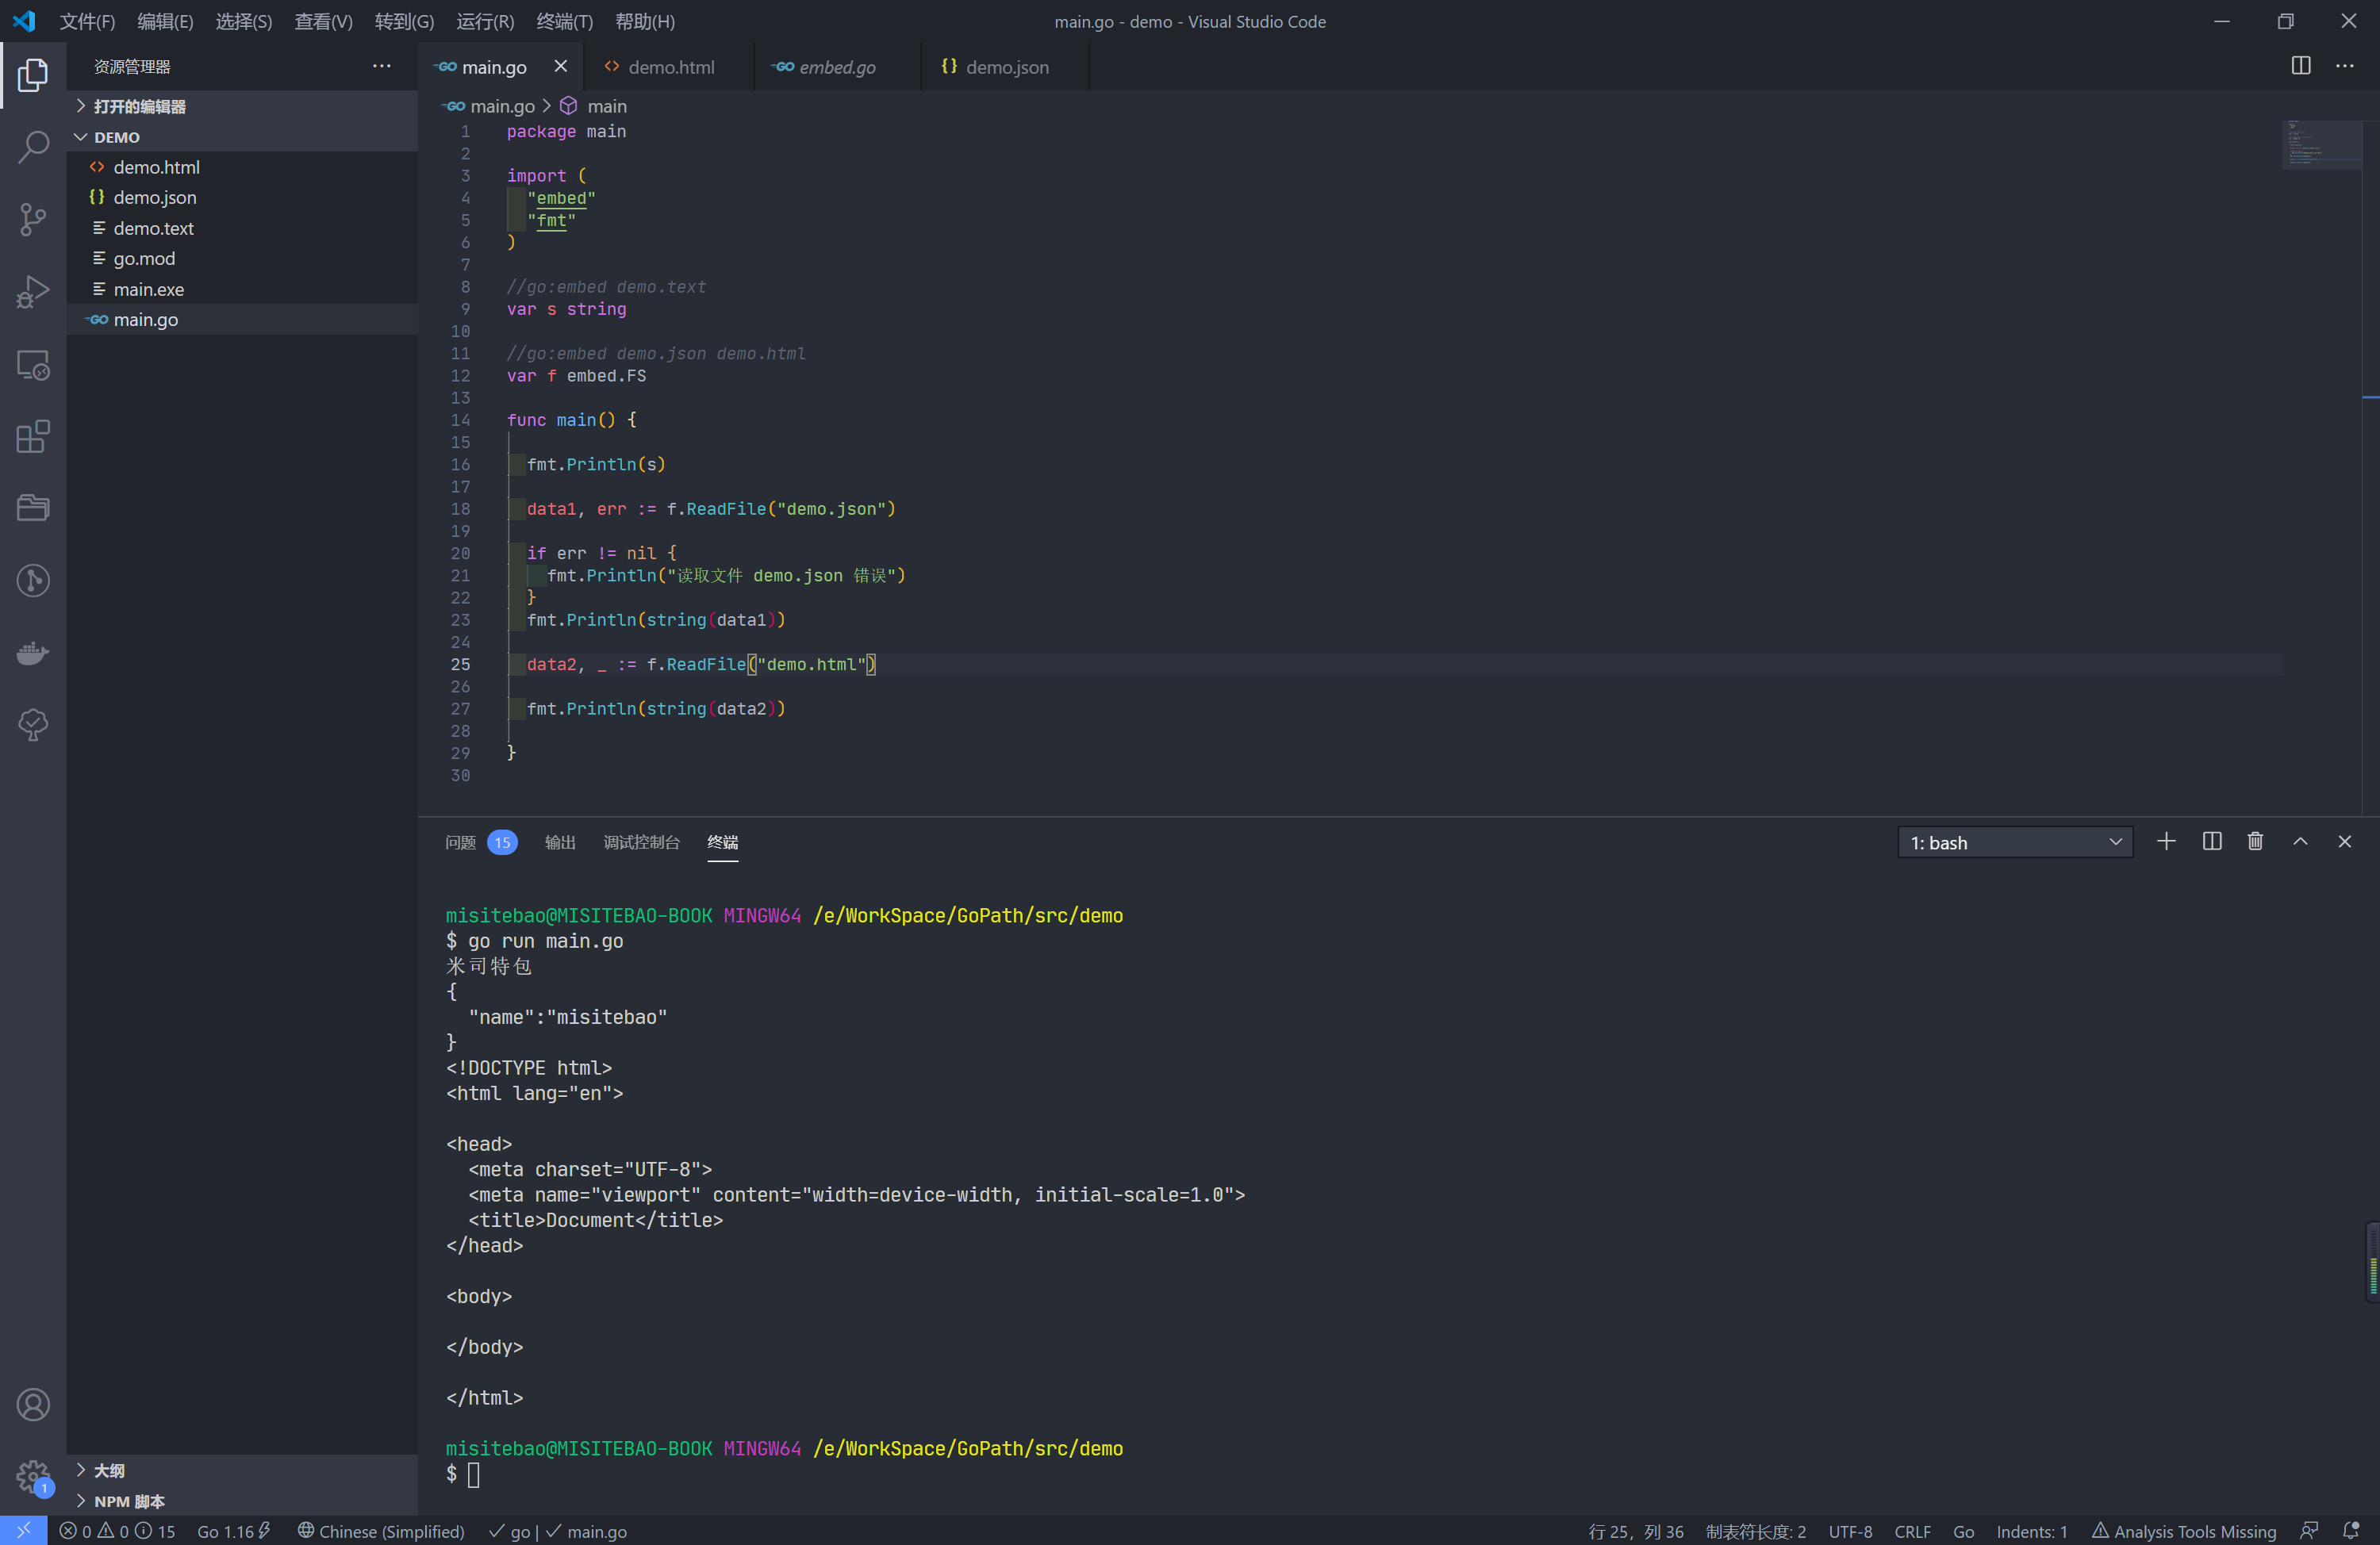 文件(F) 编辑(E) 选择(S) 查看(V) 转到(G) 运行(R) 终端(T) 帮助(H) main.go - demo - Visual Studio Code
资源管理器
打开的编辑器
DEMO
demo.html
demo.json
demo.text
go.mod
main.exe
main.go
大纲
NPM 脚本
1
main.go demo.html embed.go demo.json
main.go main
1 package main
2
3 import (
4 "embed"
5 "fmt"
6 )
7
8 //go:embed demo.text
9 var s string
10
11 //go:embed demo.json demo.html
12 var f embed.FS
13
14 func main() {
15
16 fmt.Println(s)
17
18 data1, err := f.ReadFile("demo.json")
19
20 if err != nil {
21 fmt.Println("读取文件 demo.json 错误")
22 }
23 fmt.Println(string(data1))
24
25 data2, _ := f.ReadFile("demo.html")
26
27 fmt.Println(string(data2))
28
29 }
30
问题 15 输出 调试控制台 终端 1: bash
misitebao@MISITEBAO-BOOK MINGW64 /e/WorkSpace/GoPath/src/demo
$ go run main.go
米司特包
{
"name":"misitebao"
}
<!DOCTYPE html>
<html lang="en">
<head>
<meta charset="UTF-8">
<meta name="viewport" content="width=device-width, initial-scale=1.0">
<title>Document</title>
</head>
<body>
</body>
</html>
misitebao@MISITEBAO-BOOK MINGW64 /e/WorkSpace/GoPath/src/demo
$
0 0 15 Go 1.16 Chinese (Simplified) go | main.go 行 25，列 36 制表符长度: 2 UTF-8 CRLF Go Indents: 1 Analysis Tools Missing